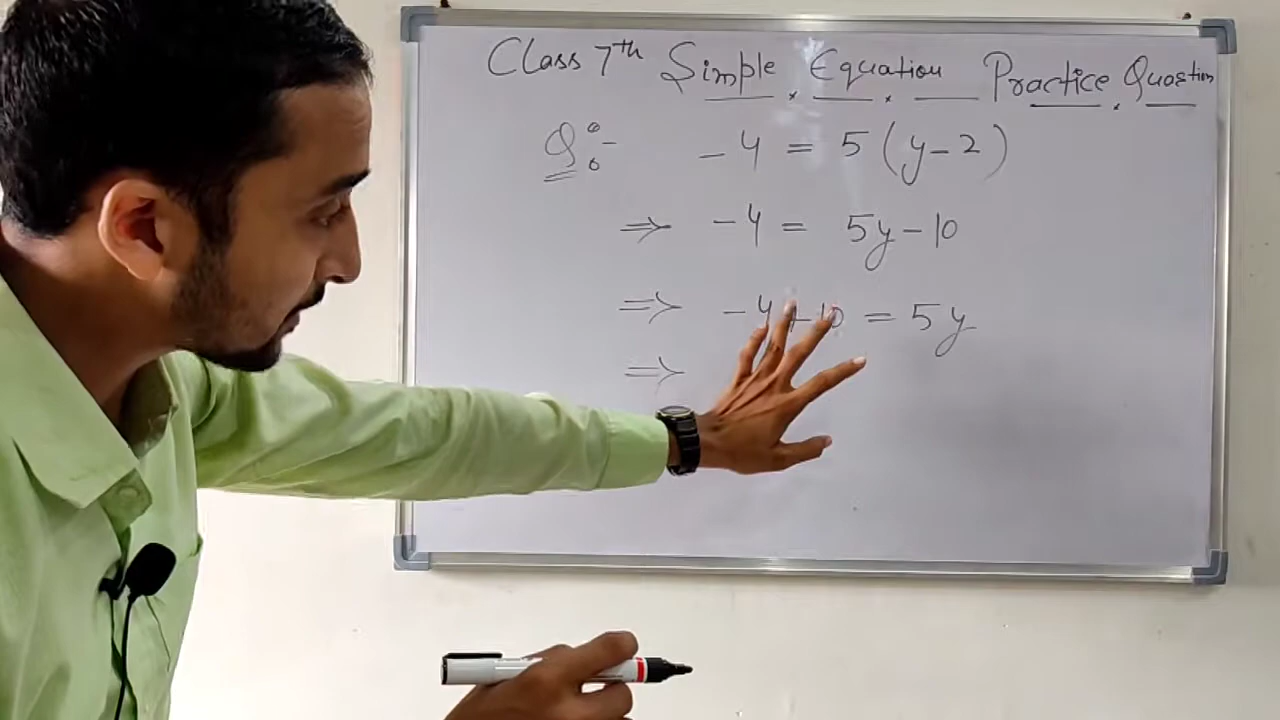 Class 7th Simple Equation Practice Question
Q:- -4 = 5(y-2)
⇒ -4 = 5y-10
⇒ -4+10 = 5y
⇒